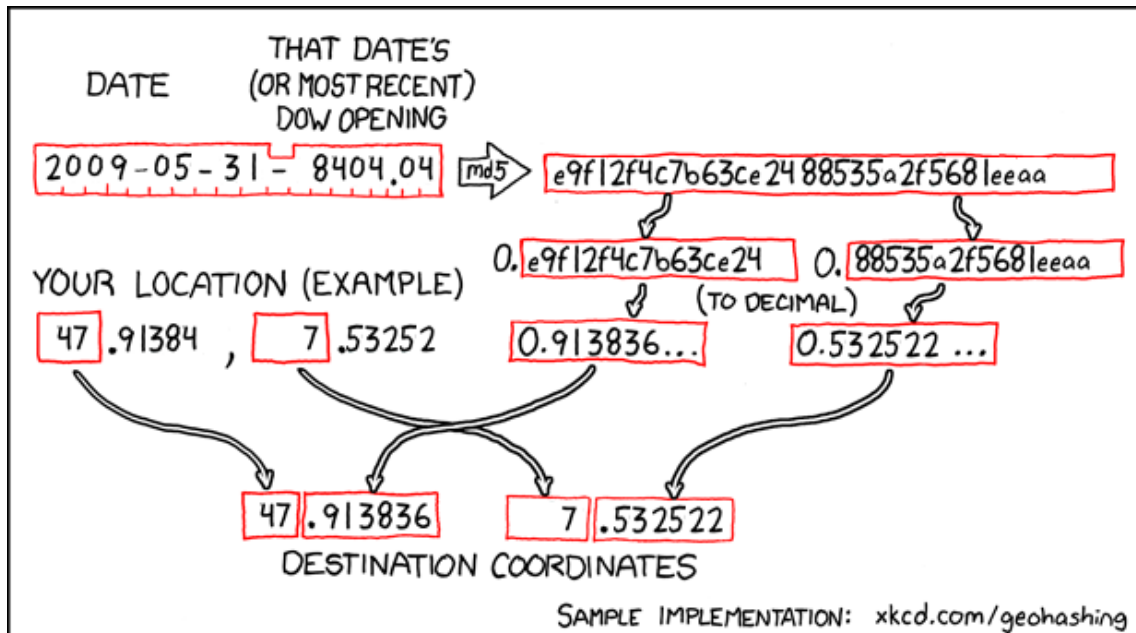 DATE
THAT DATE'S
(OR MOST RECENT)
DOW OPENING
2009-05-31-8404.04
md5
e9f12f4c7b63ce2488535a2f5681eeaa
0.e9f12f4c7b63ce24
0.88535a2f5681eeaa
YOUR LOCATION (EXAMPLE)
(TO DECIMAL)
47.91384, 7.53252
0.913836...
0.532522 ...
47.913836
7.532522
DESTINATION COORDINATES
SAMPLE IMPLEMENTATION: xkcd.com/geohashing